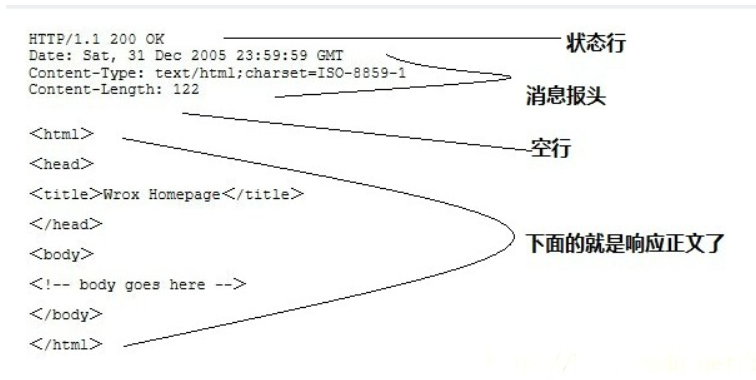 HTTP/1.1 200 OK
状态行
Date: Sat, 31 Dec 2005 23:59:59 GMT
Content-Type: text/html;charset=ISO-8859-1
Content-Length: 122
消息报头
空行
<html>
<head>
<title>Wrox Homepage</title>
</head>
下面的就是响应正文了
<body>
<!-- body goes here -->
</body>
</html>